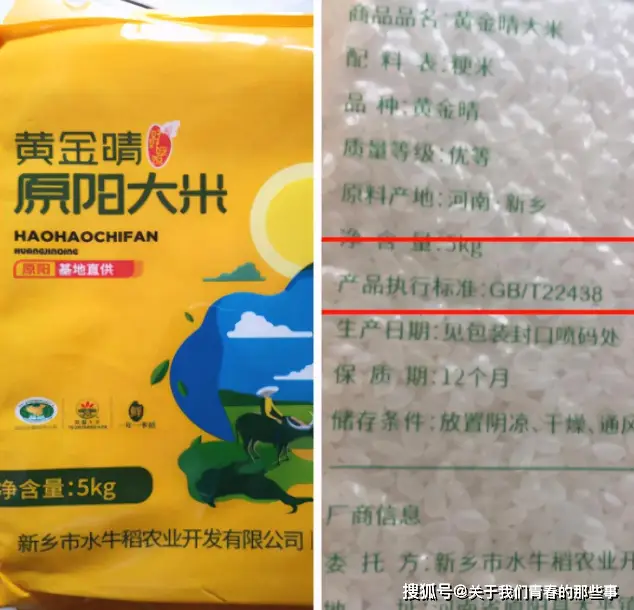 黄金晴
原阳大米
HAOHAOCHIFAN
HUANGJINQING
原阳 基地直供
净含量:5kg
新乡市水牛稻农业开发有限公司
商品品名:黄金晴大米
配 料 表:粳米
品 种:黄金晴
质量等级:优等
原料产地:河南·新乡
净 含 量:5kg
产品执行标准:GB/T22438
生产日期:见包装封口喷码处
保 质 期:12个月
储存条件:放置阴凉、干燥、通风
厂商信息
委 托 方:新乡市水牛稻农业开
搜狐号@关于我们青春的那些事